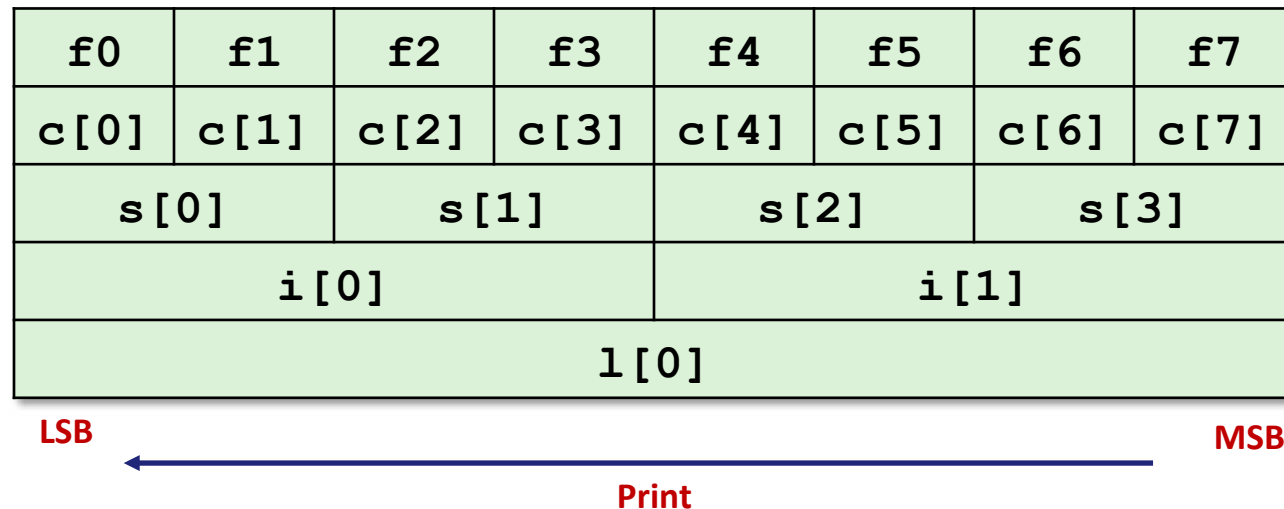 f0 f1 f2 f3 f4 f5 f6 f7
c[0] c[1] c[2] c[3] c[4] c[5] c[6] c[7]
s[0] s[1] s[2] s[3]
i[0] i[1]
l[0]
LSB MSB
Print